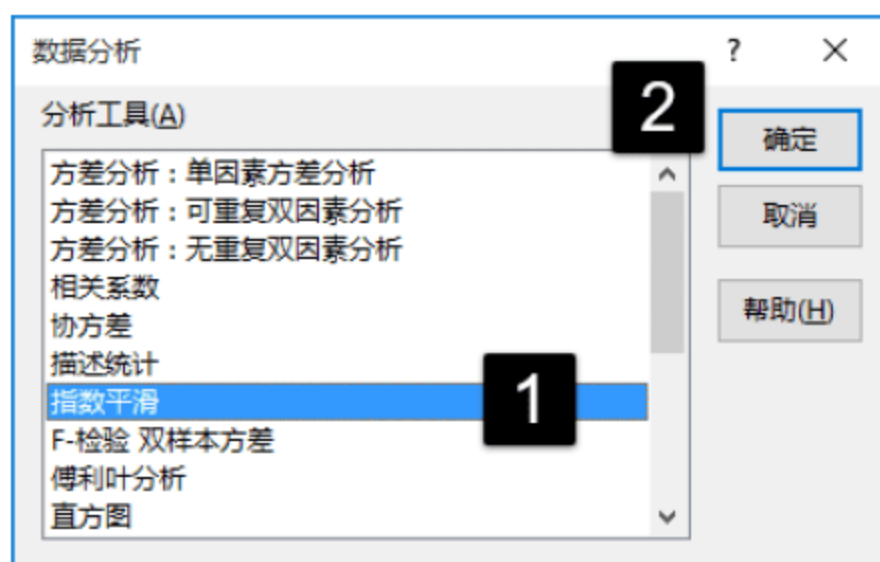 数据分析 ?
分析工具(A)
2
确定
方差分析：单因素方差分析
方差分析：可重复双因素分析
取消
方差分析：无重复双因素分析
相关系数
帮助(H)
协方差
描述统计
指数平滑
1
F-检验 双样本方差
傅利叶分析
直方图